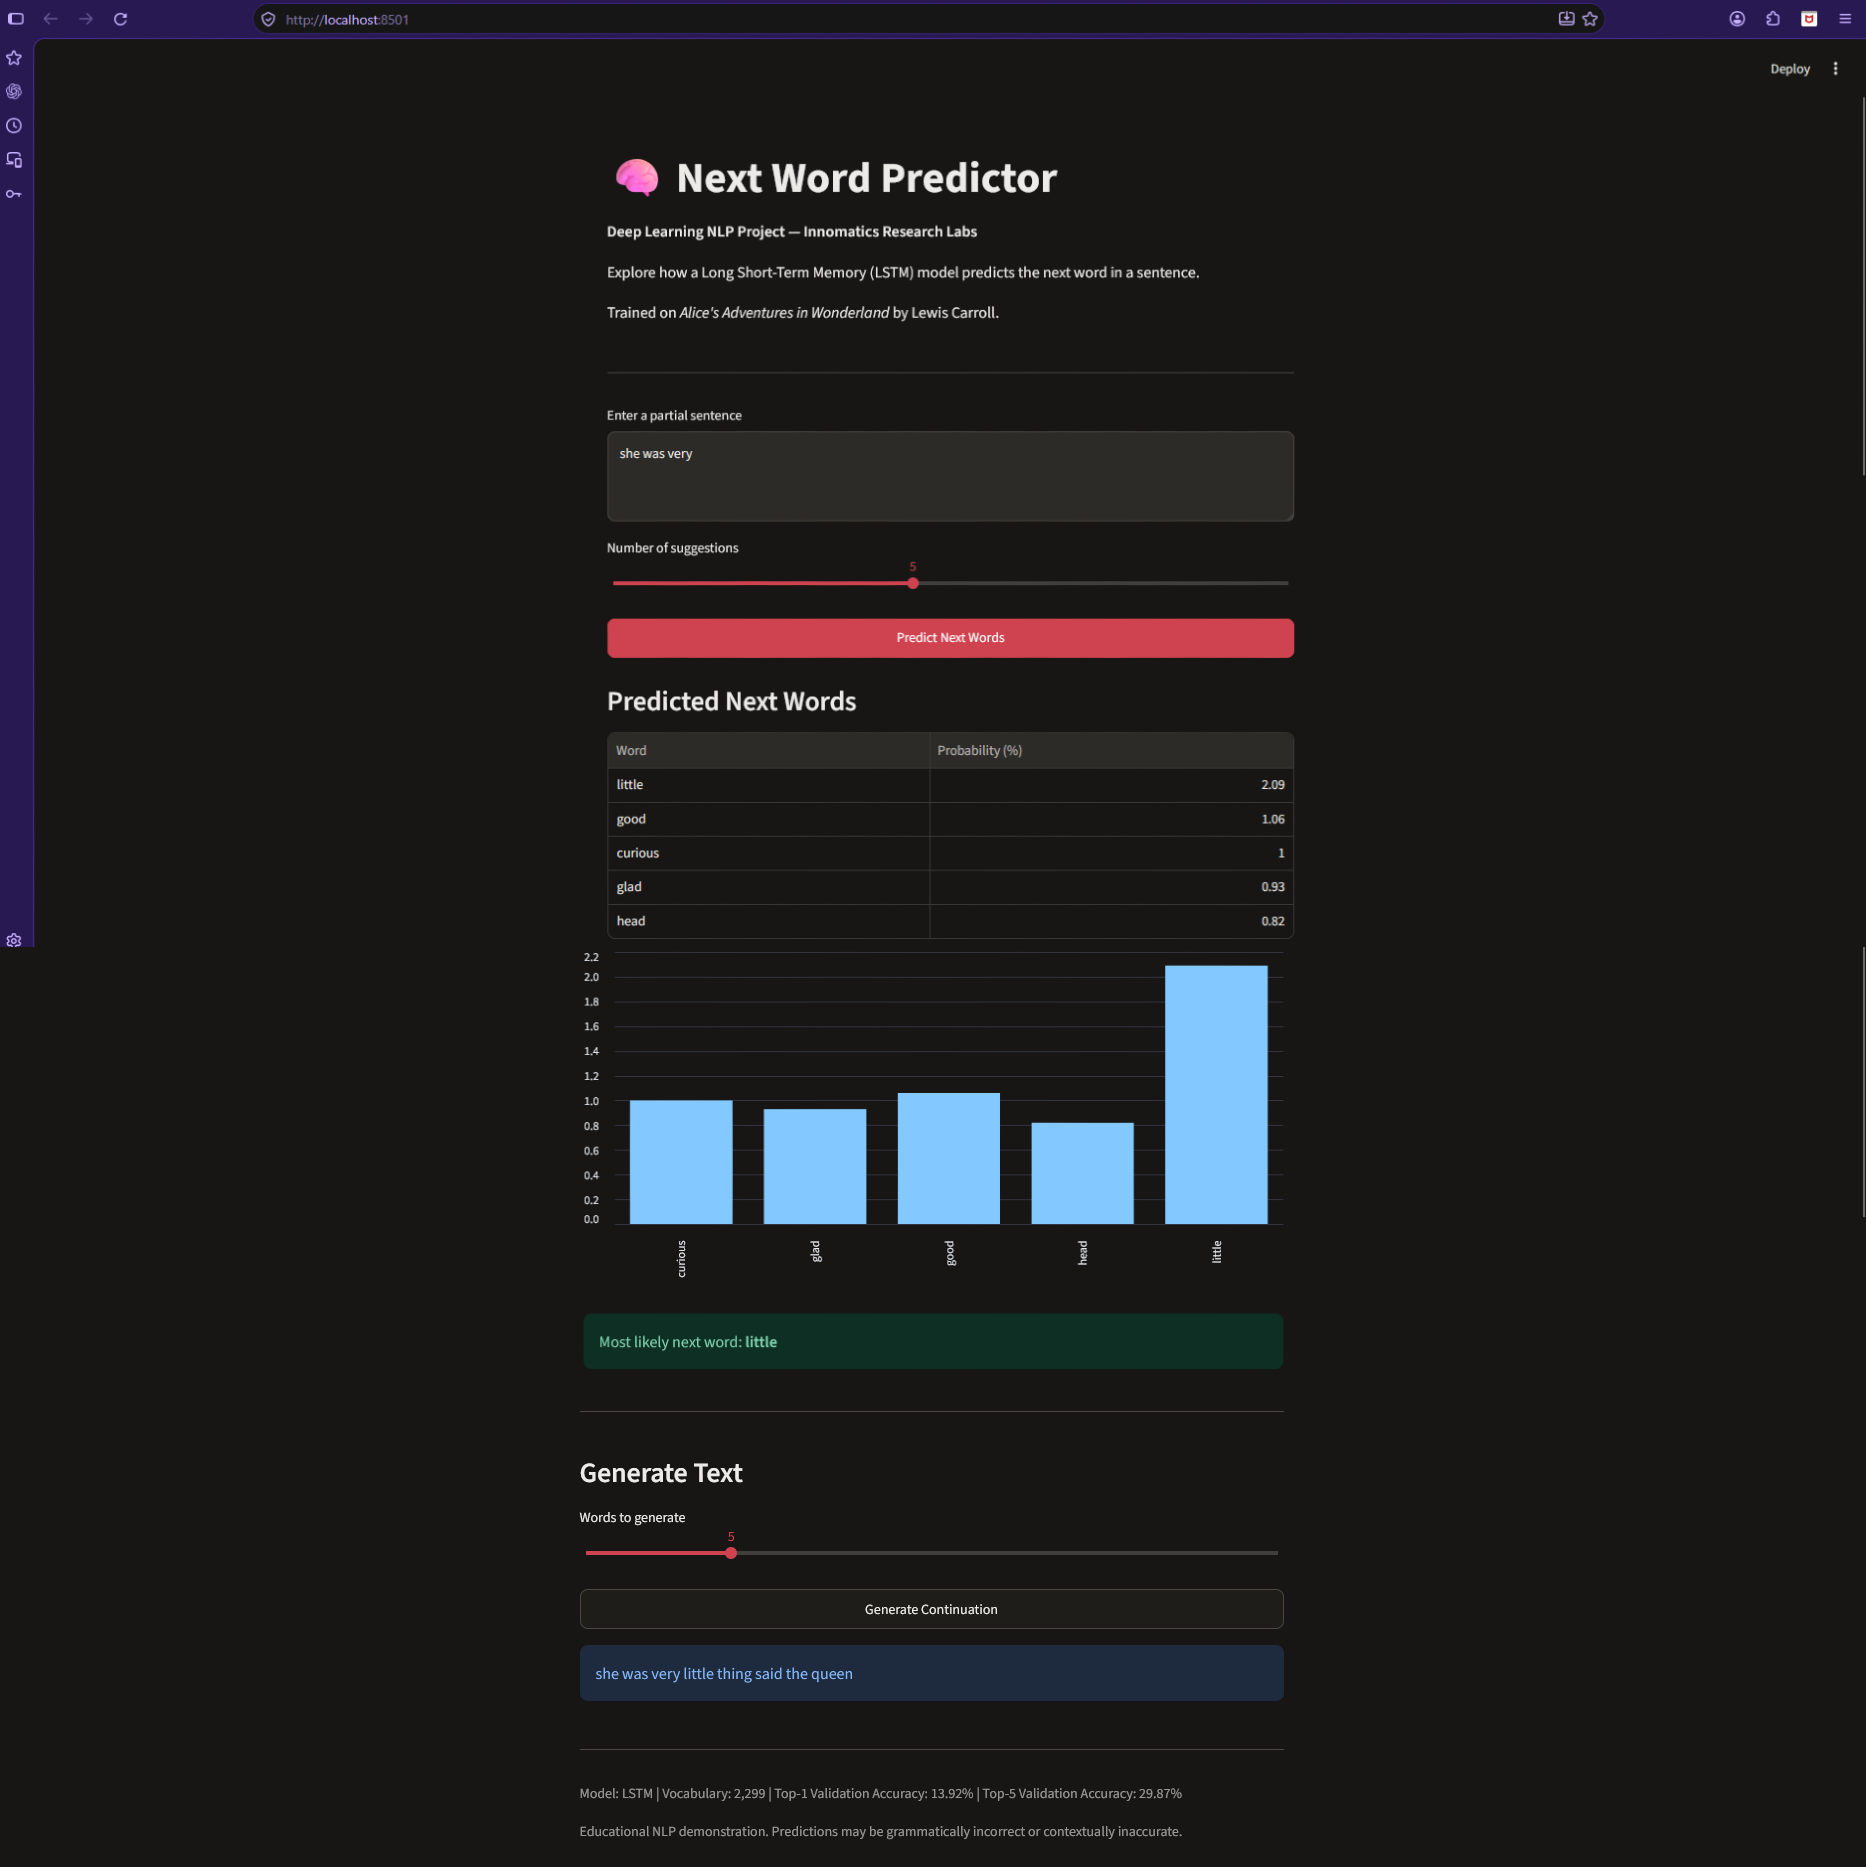 http://localhost:8501
Deploy
Next Word Predictor
Deep Learning NLP Project — Innomatics Research Labs
Explore how a Long Short-Term Memory (LSTM) model predicts the next word in a sentence.
Trained on Alice's Adventures in Wonderland by Lewis Carroll.
Enter a partial sentence
she was very
Number of suggestions
5
Predict Next Words
Predicted Next Words
Word Probability (%)
little 2.09
good 1.06
curious 1
glad 0.93
head 0.82
2.2
2.0
1.8
1.6
1.4
1.2
1.0
0.8
0.6
0.4
0.2
0.0
curious glad good head little
Most likely next word: little
Generate Text
Words to generate
5
Generate Continuation
she was very little thing said the queen
Model: LSTM | Vocabulary: 2,299 | Top-1 Validation Accuracy: 13.92% | Top-5 Validation Accuracy: 29.87%
Educational NLP demonstration. Predictions may be grammatically incorrect or contextually inaccurate.